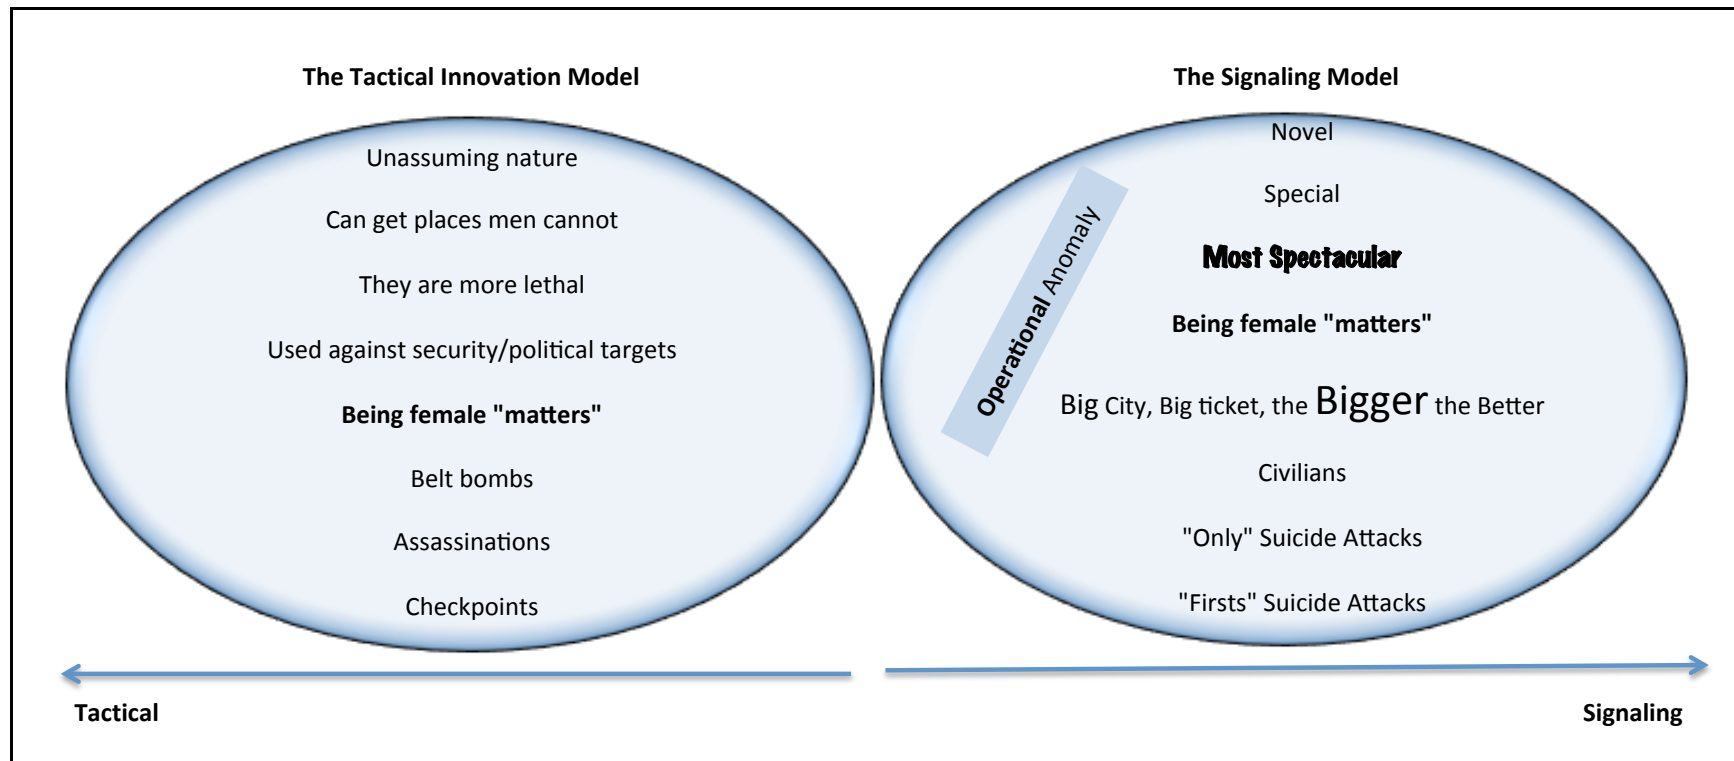 The Tactical Innovation Model
Unassuming nature
Can get places men cannot
They are more lethal
Used against security/political targets
Being female "matters"
Belt bombs
Assassinations
Checkpoints
The Signaling Model
Novel
Special
Most Spectacular
Being female "matters"
Big City, Big ticket, the Bigger the Better
Civilians
"Only" Suicide Attacks
"Firsts" Suicide Attacks
Operational Anomaly
Tactical
Signaling